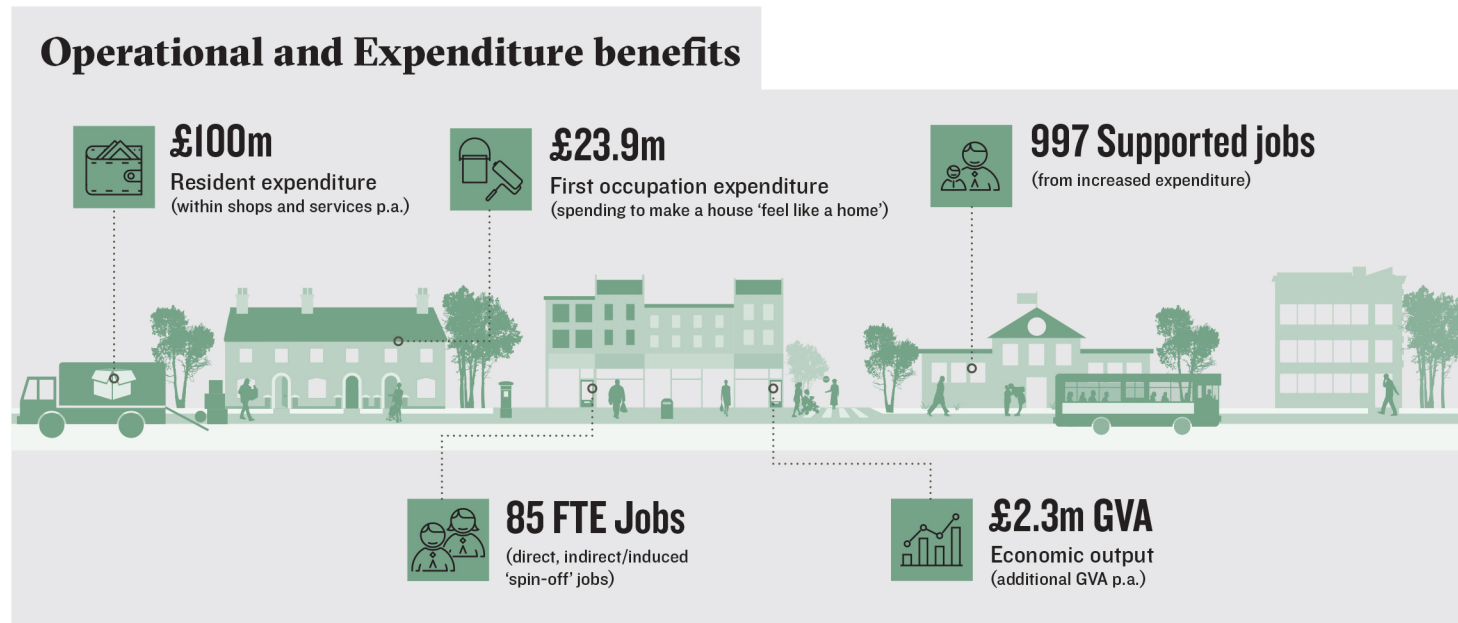 Operational and Expenditure benefits
£100m
Resident expenditure
(within shops and services p.a.)
£23.9m
First occupation expenditure
(spending to make a house ‘feel like a home’)
997 Supported jobs
(from increased expenditure)
85 FTE Jobs
(direct, indirect/induced
‘spin-off’ jobs)
£2.3m GVA
Economic output
(additional GVA p.a.)